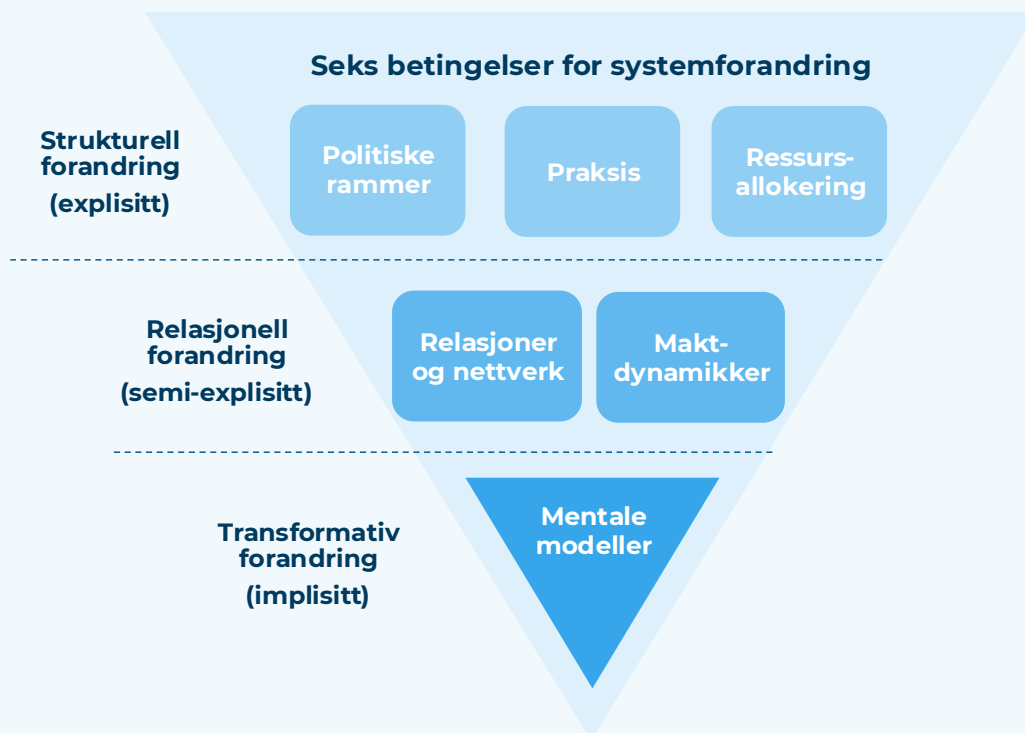 Seks betingelser for systemforandring
Strukturell
forandring
(explisitt)
Politiske
rammer
Praksis
Ressurs-
allokering
Relasjonell
forandring
(semi-explisitt)
Relasjoner
og nettverk
Makt-
dynamikker
Transformativ
forandring
(implisitt)
Mentale
modeller